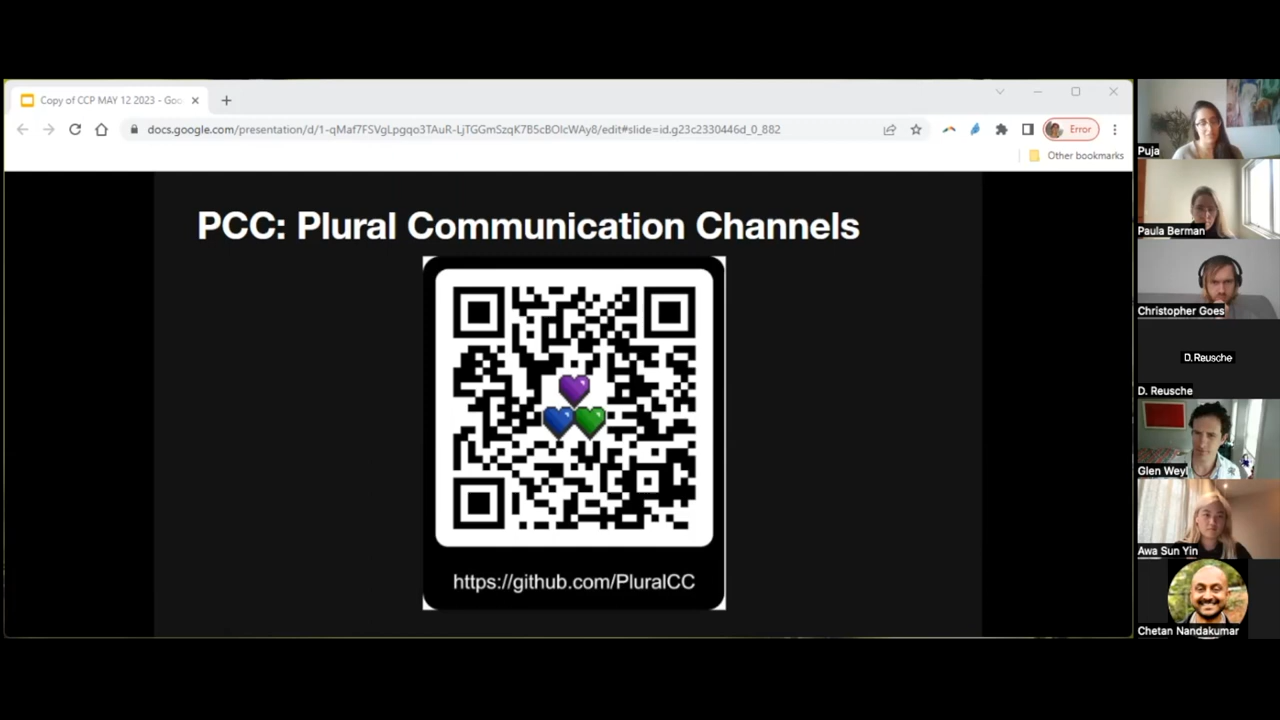 Copy of CCP MAY 12 2023 - Goo
docs.google.com/presentation/d/1-qMaf7FSVgLpgqo3TAuR-LjTGGmSzqK7B5cBOIcWAy8/edit#slide=id.g23c2330446d_0_882
Error
Other bookmarks
PCC: Plural Communication Channels
https://github.com/PluralCC
Puja
Paula Berman
Christopher Goes
D. Reusche
D. Reusche
Glen Weyl
Awa Sun Yin
Chetan Nandakumar